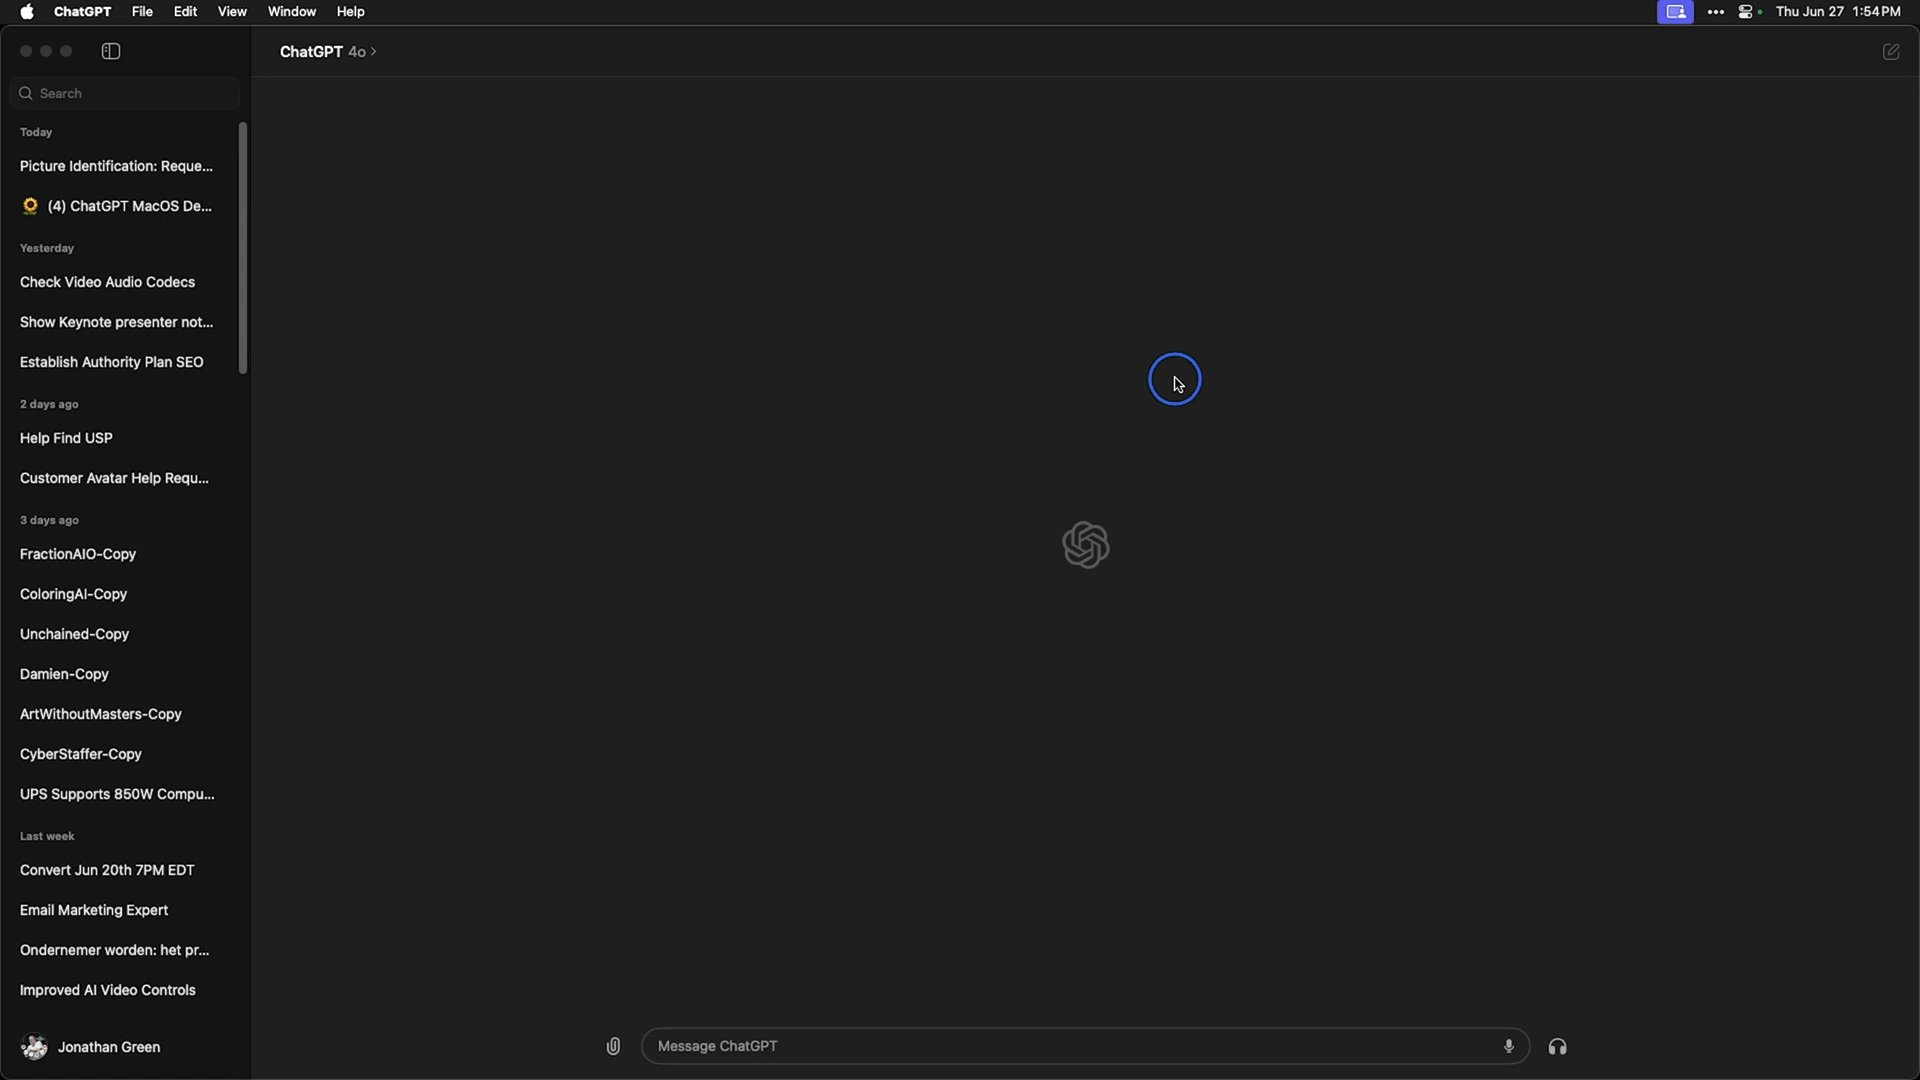 ChatGPT File Edit View Window Help Thu Jun 27 1:54 PM
ChatGPT 4o >
Search
Today
Picture Identification: Reque...
(4) ChatGPT MacOS De...
Yesterday
Check Video Audio Codecs
Show Keynote presenter not...
Establish Authority Plan SEO
2 days ago
Help Find USP
Customer Avatar Help Requ...
3 days ago
FractionAIO-Copy
ColoringAI-Copy
Unchained-Copy
Damien-Copy
ArtWithoutMasters-Copy
CyberStaffer-Copy
UPS Supports 850W Compu...
Last week
Convert Jun 20th 7PM EDT
Email Marketing Expert
Ondernemer worden: het pr...
Improved AI Video Controls
Jonathan Green
Message ChatGPT